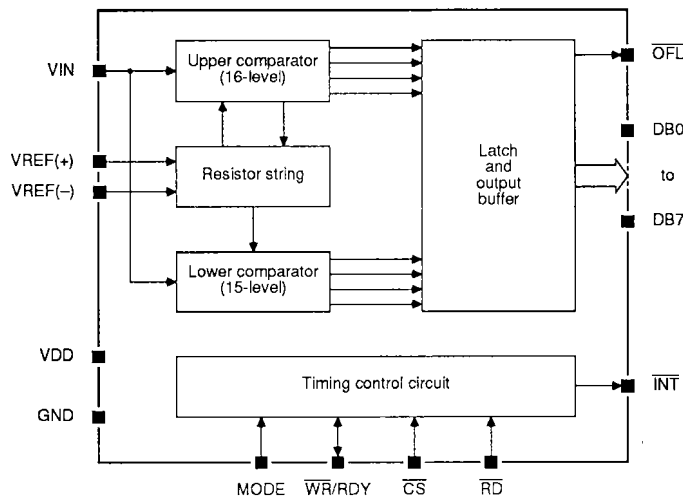 Upper comparator
(16-level)
VIN
OFL
DB0
VREF(+)
VREF(–)
Resistor string
Latch
and
output
buffer
to
DB7
Lower comparator
(15-level)
VDD
Timing control circuit
INT
GND
MODE
WR/RDY
CS
RD